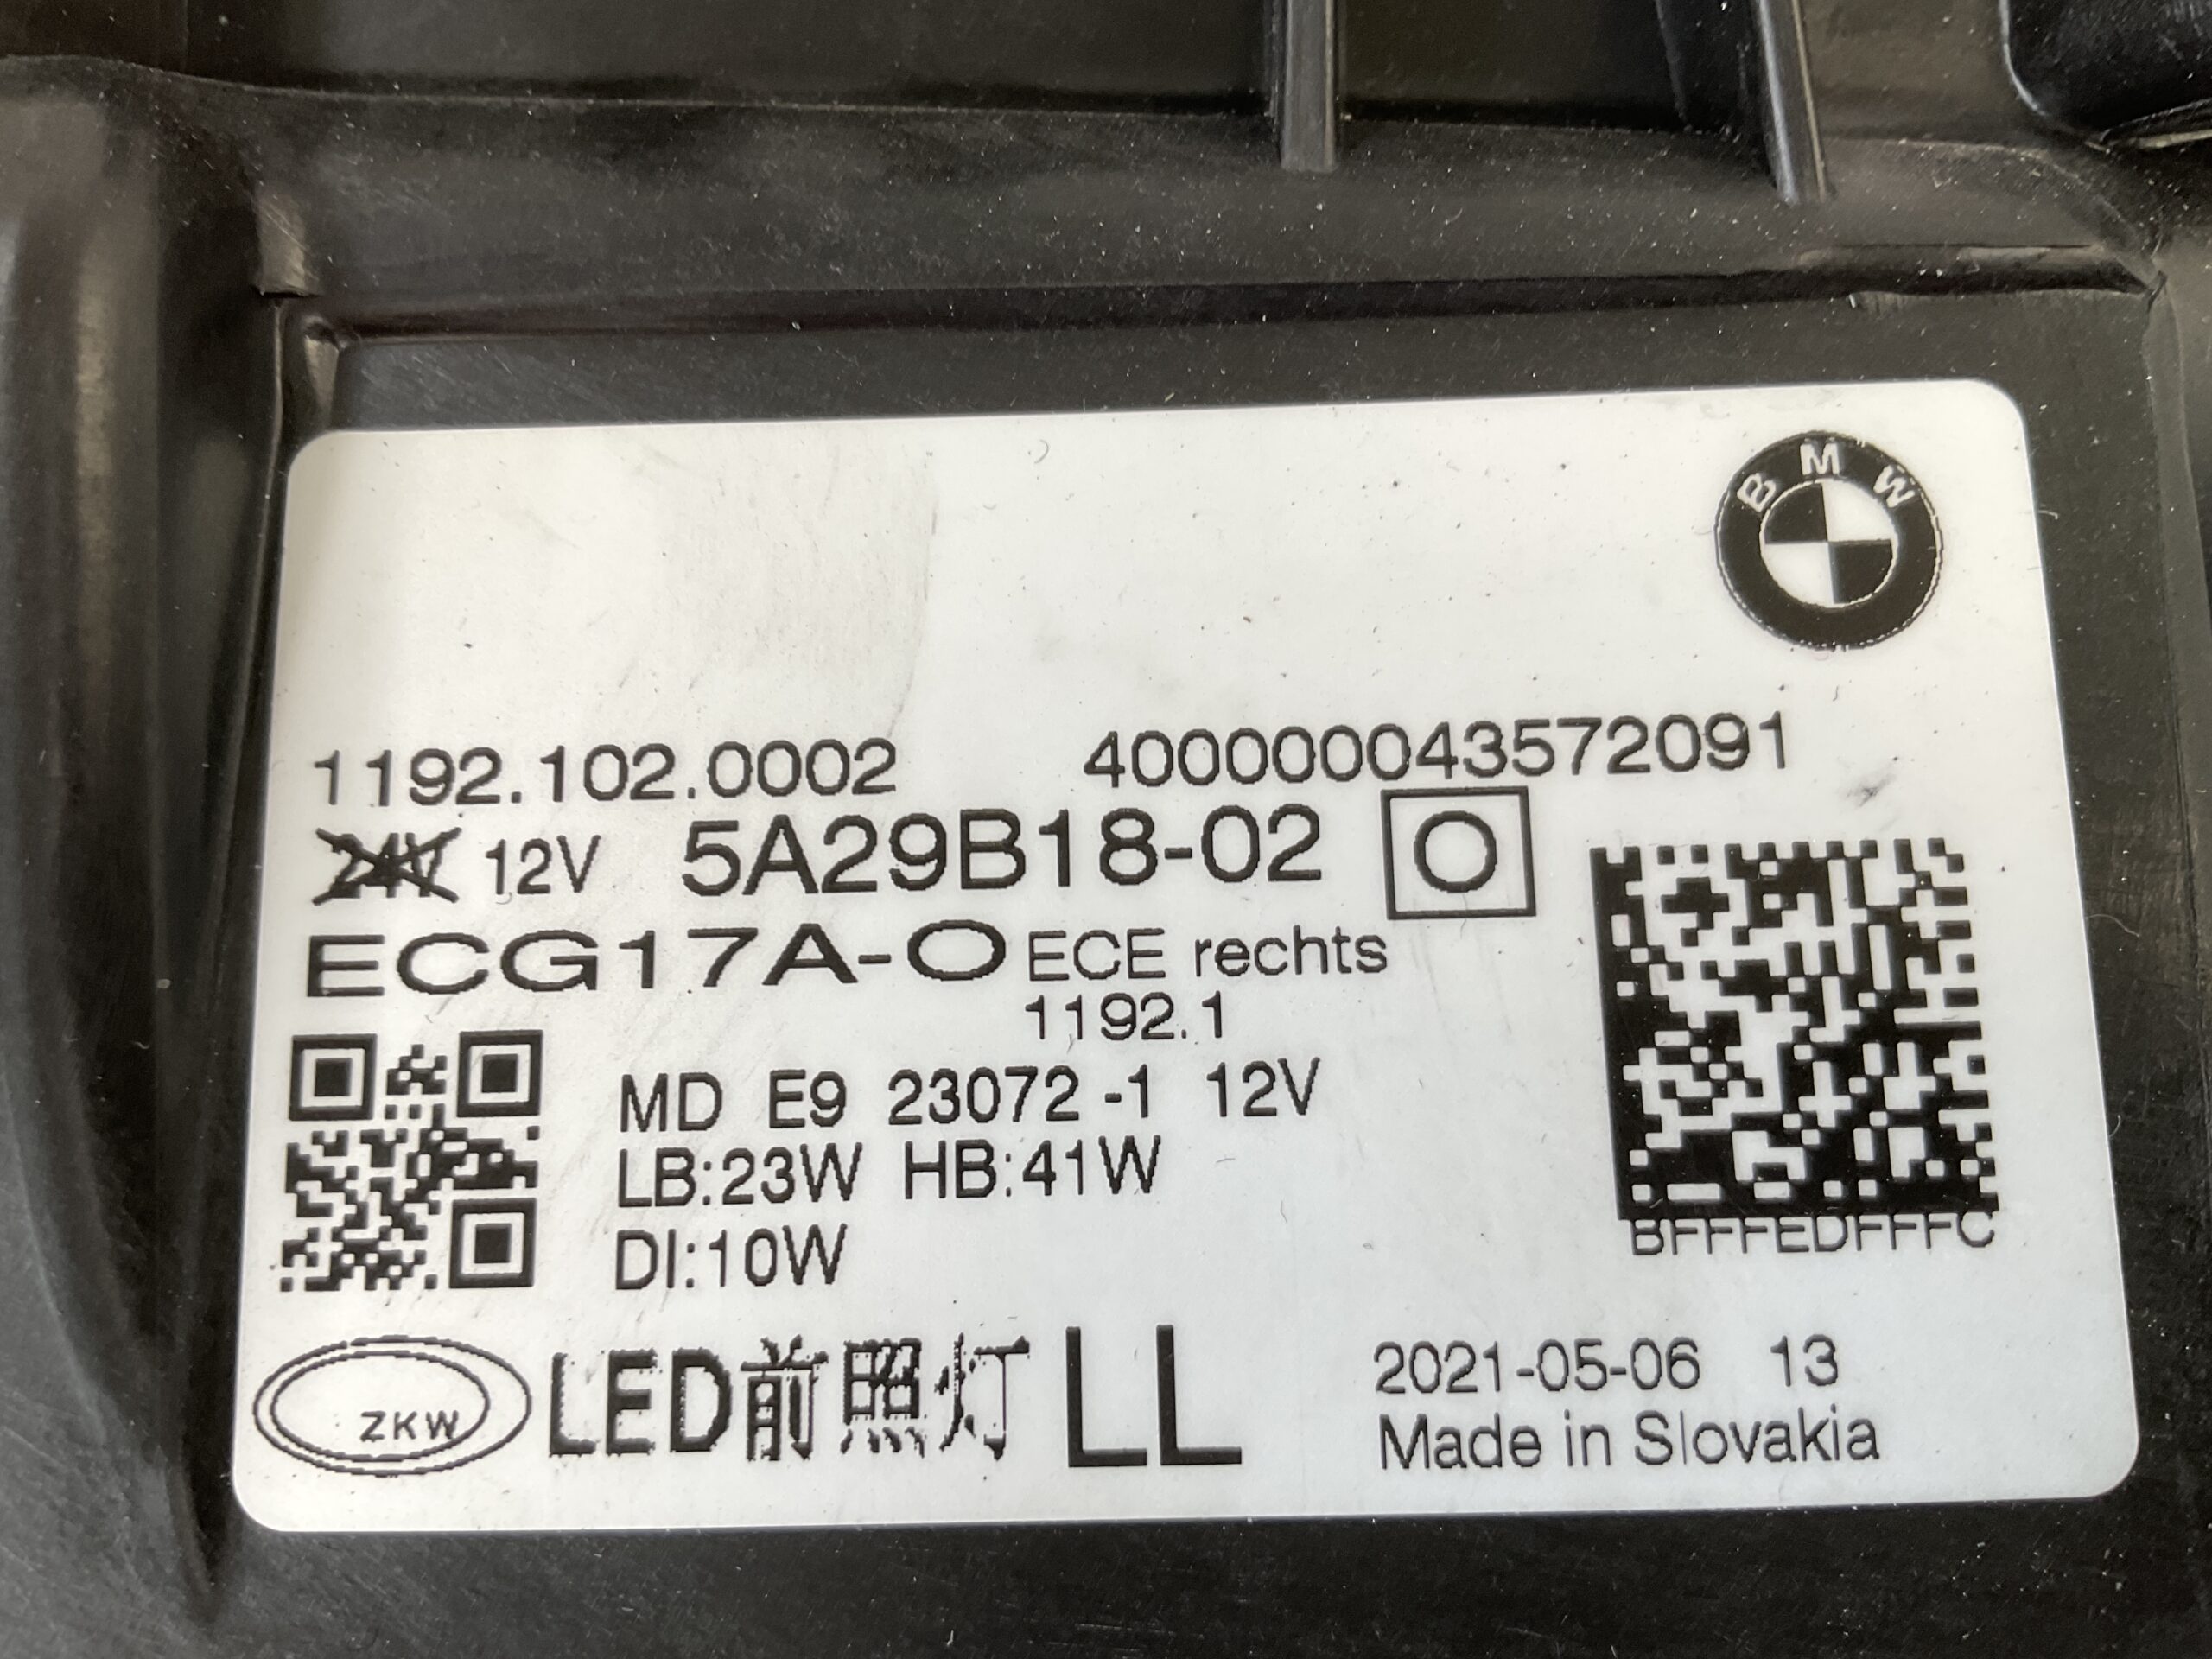 BMW
1192.102.0002 400000043572091
24V 12V 5A29B18-02
ECG17A-O ECE rechts
1192.1
MD E9 23072 -1 12V
LB:23W HB:41W
DI:10W
BFFFEDFFFC
ZKW LED前照灯 LL
2021-05-06 13
Made in Slovakia